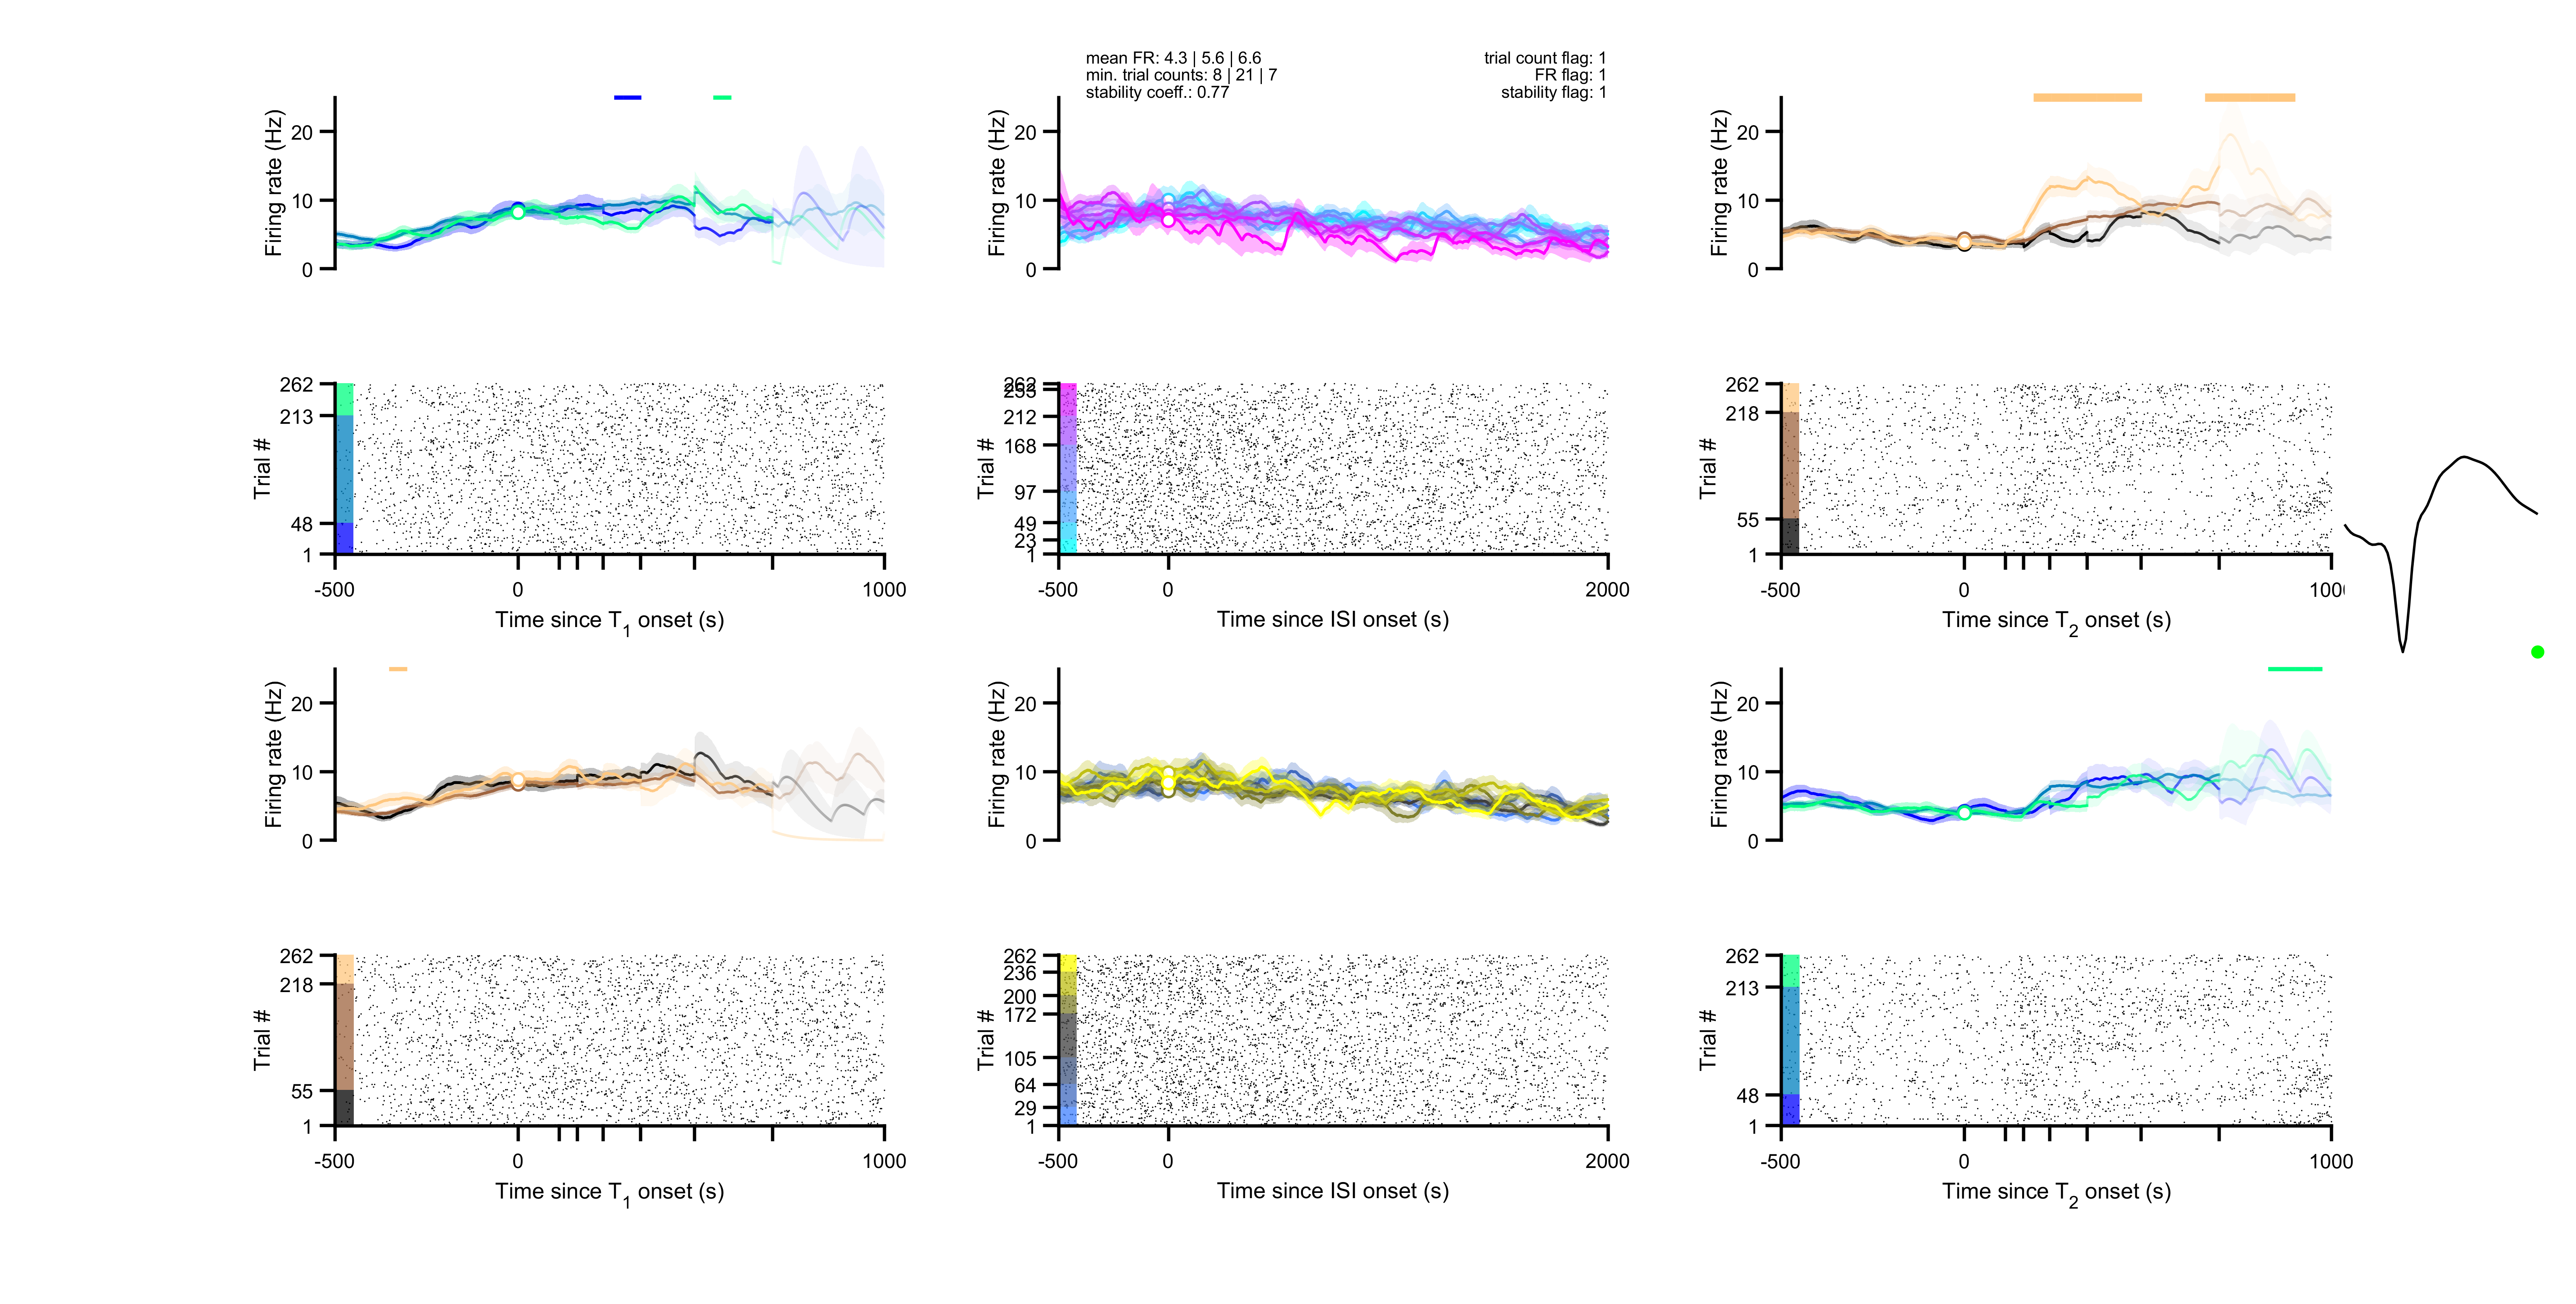 mean FR: 4.3 | 5.6 | 6.6
min. trial counts: 8 | 21 | 7
stability coeff.: 0.77
trial count flag: 1
FR flag: 1
stability flag: 1
Firing rate (Hz)
20
10
0
Firing rate (Hz)
20
10
0
Firing rate (Hz)
20
10
0
Trial #
262
213
48
1
-500
0
1000
Time since T1 onset (s)
Trial #
262
212
168
97
49
23
1
-500
0
2000
Time since ISI onset (s)
Trial #
262
218
55
1
-500
0
Time since T2 onset (s)
Firing rate (Hz)
20
10
0
Firing rate (Hz)
20
10
0
Firing rate (Hz)
20
10
0
Trial #
262
218
55
1
-500
0
1000
Time since T1 onset (s)
Trial #
262
236
200
172
105
64
29
1
-500
0
2000
Time since ISI onset (s)
Trial #
262
213
48
1
-500
0
1000
Time since T2 onset (s)